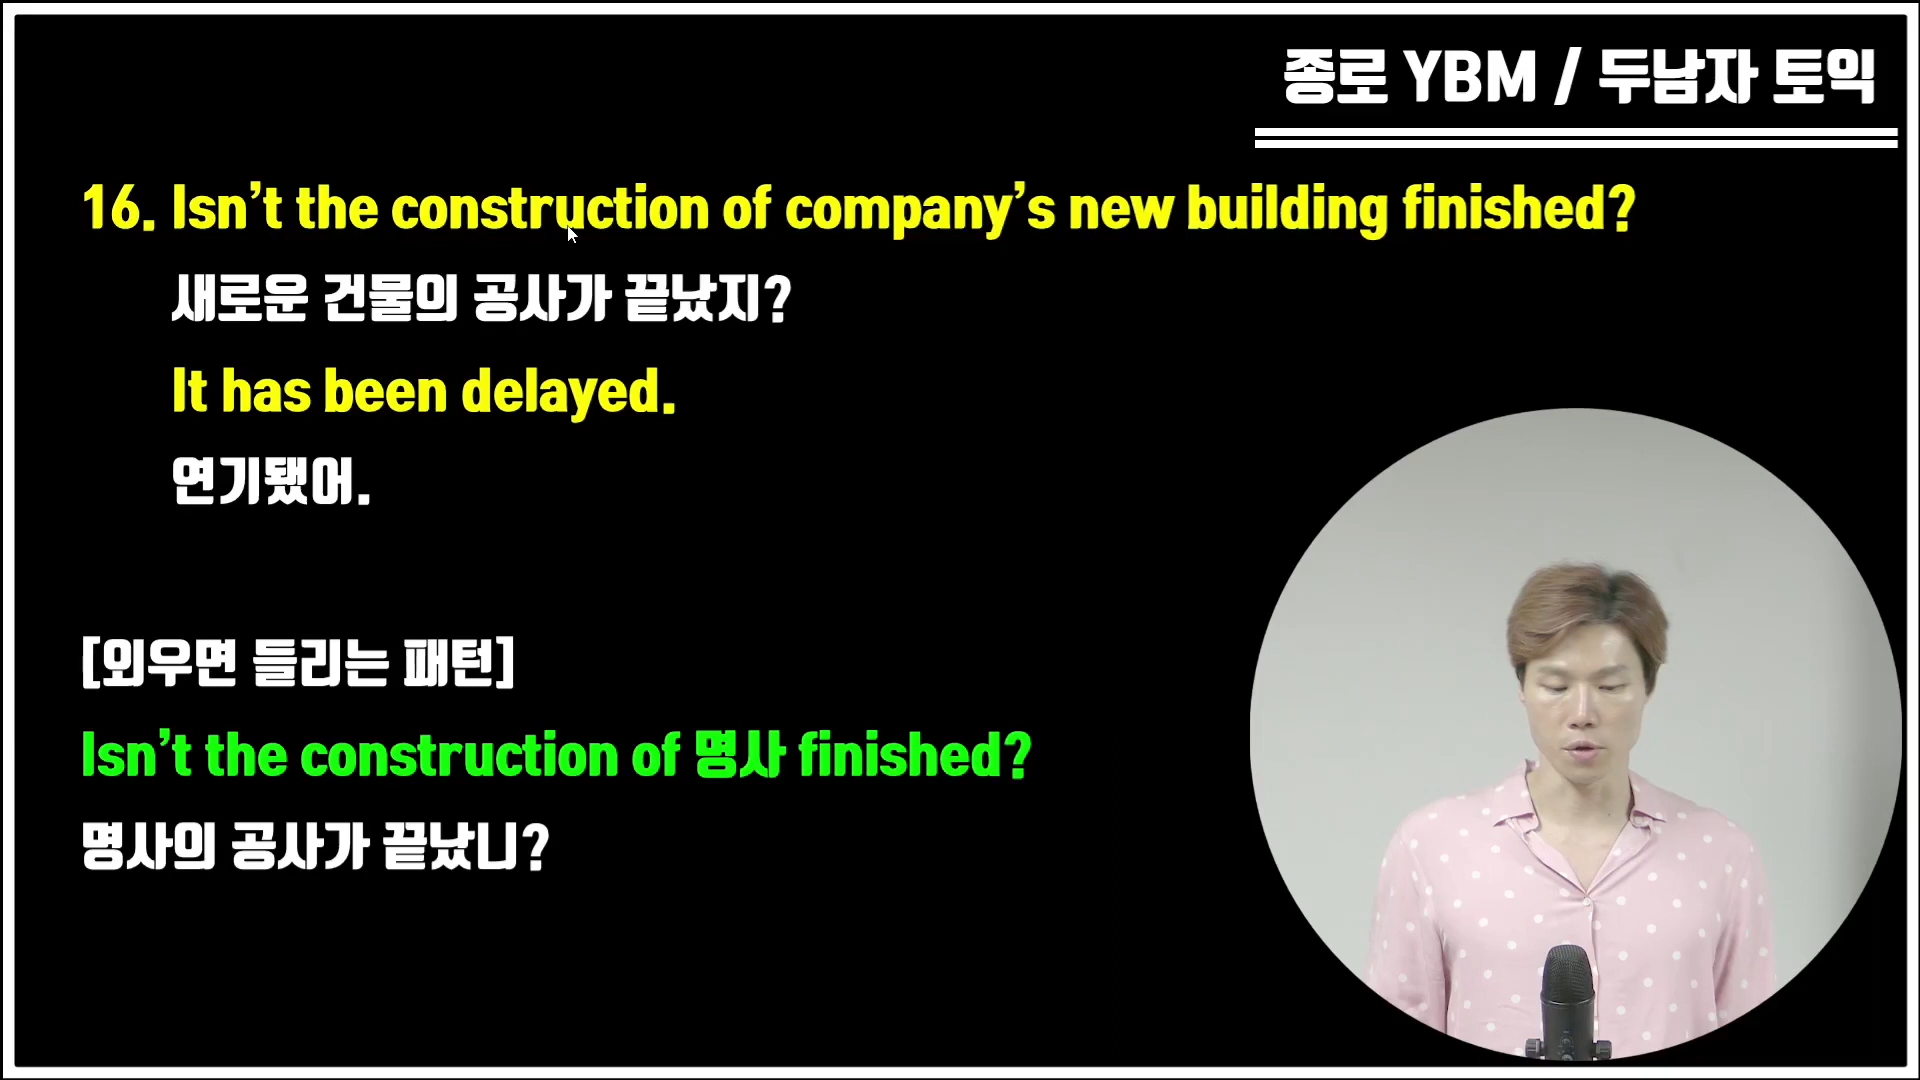 종로 YBM / 두남자 토익
16. Isn’t the construction of company’s new building finished?
새로운 건물의 공사가 끝났지?
It has been delayed.
연기됐어.
[외우면 들리는 패턴]
Isn’t the construction of 명사 finished?
명사의 공사가 끝났니?